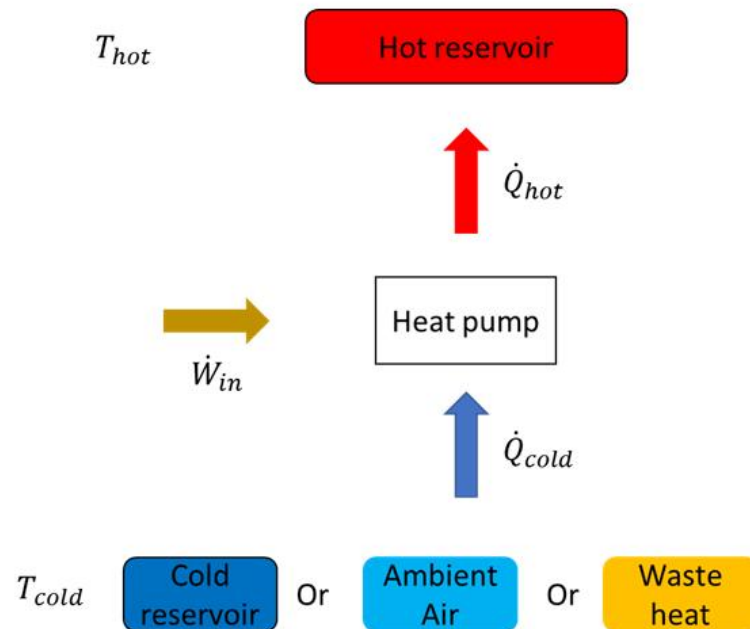 T_hot
Hot reservoir
Q̇_hot
Heat pump
Ẇ_in
Q̇_cold
T_cold
Cold
reservoir
Or
Ambient
Air
Or
Waste
heat